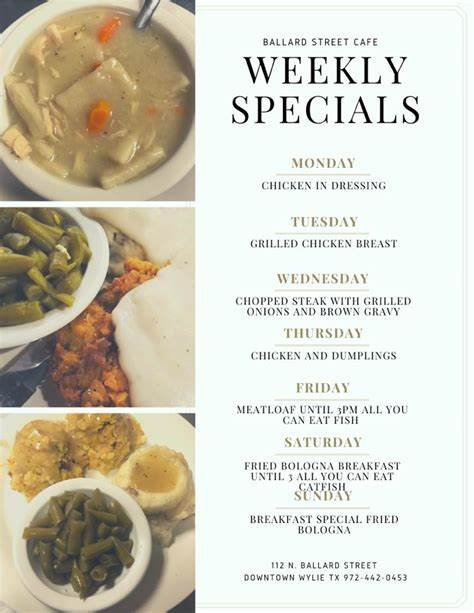 BALLARD STREET CAFE
WEEKLY
SPECIALS
MONDAY
CHICKEN IN DRESSING
TUESDAY
GRILLED CHICKEN BREAST
WEDNESDAY
CHOPPED STEAK WITH GRILLED
ONIONS AND BROWN GRAVY
THURSDAY
CHICKEN AND DUMPLINGS
FRIDAY
MEATLOAF UNTIL 3PM ALL YOU
CAN EAT FISH
SATURDAY
FRIED BOLOGNA BREAKFAST
UNTIL 3 ALL YOU CAN EAT
CATFISH
SUNDAY
BREAKFAST SPECIAL FRIED
BOLOGNA
112 N. BALLARD STREET
DOWNTOWN WYLIE TX 972-442-0453